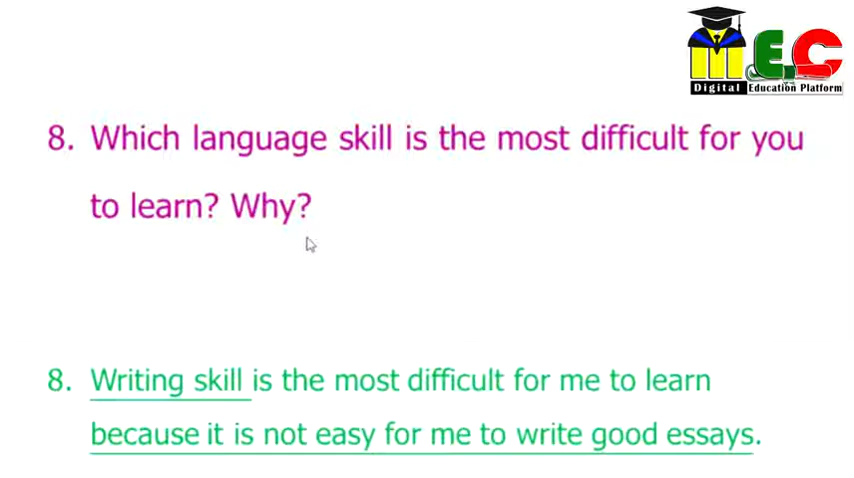 MEC
Digital Education Platform
8. Which language skill is the most difficult for you
to learn? Why?
8. Writing skill is the most difficult for me to learn
because it is not easy for me to write good essays.